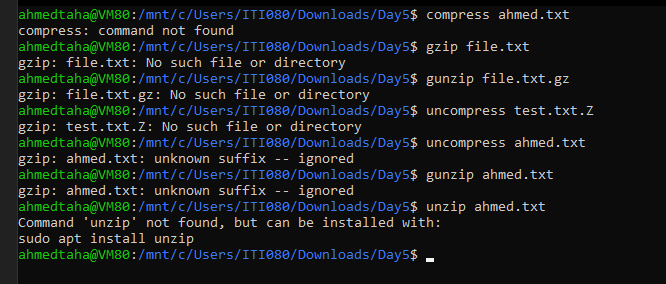 ahmedtaha@VM80:/mnt/c/Users/ITI080/Downloads/Day5$ compress ahmed.txt
compress: command not found
ahmedtaha@VM80:/mnt/c/Users/ITI080/Downloads/Day5$ gzip file.txt
gzip: file.txt: No such file or directory
ahmedtaha@VM80:/mnt/c/Users/ITI080/Downloads/Day5$ gunzip file.txt.gz
gzip: file.txt.gz: No such file or directory
ahmedtaha@VM80:/mnt/c/Users/ITI080/Downloads/Day5$ uncompress test.txt.Z
gzip: test.txt.Z: No such file or directory
ahmedtaha@VM80:/mnt/c/Users/ITI080/Downloads/Day5$ uncompress ahmed.txt
gzip: ahmed.txt: unknown suffix -- ignored
ahmedtaha@VM80:/mnt/c/Users/ITI080/Downloads/Day5$ gunzip ahmed.txt
gzip: ahmed.txt: unknown suffix -- ignored
ahmedtaha@VM80:/mnt/c/Users/ITI080/Downloads/Day5$ unzip ahmed.txt
Command 'unzip' not found, but can be installed with:
sudo apt install unzip
ahmedtaha@VM80:/mnt/c/Users/ITI080/Downloads/Day5$